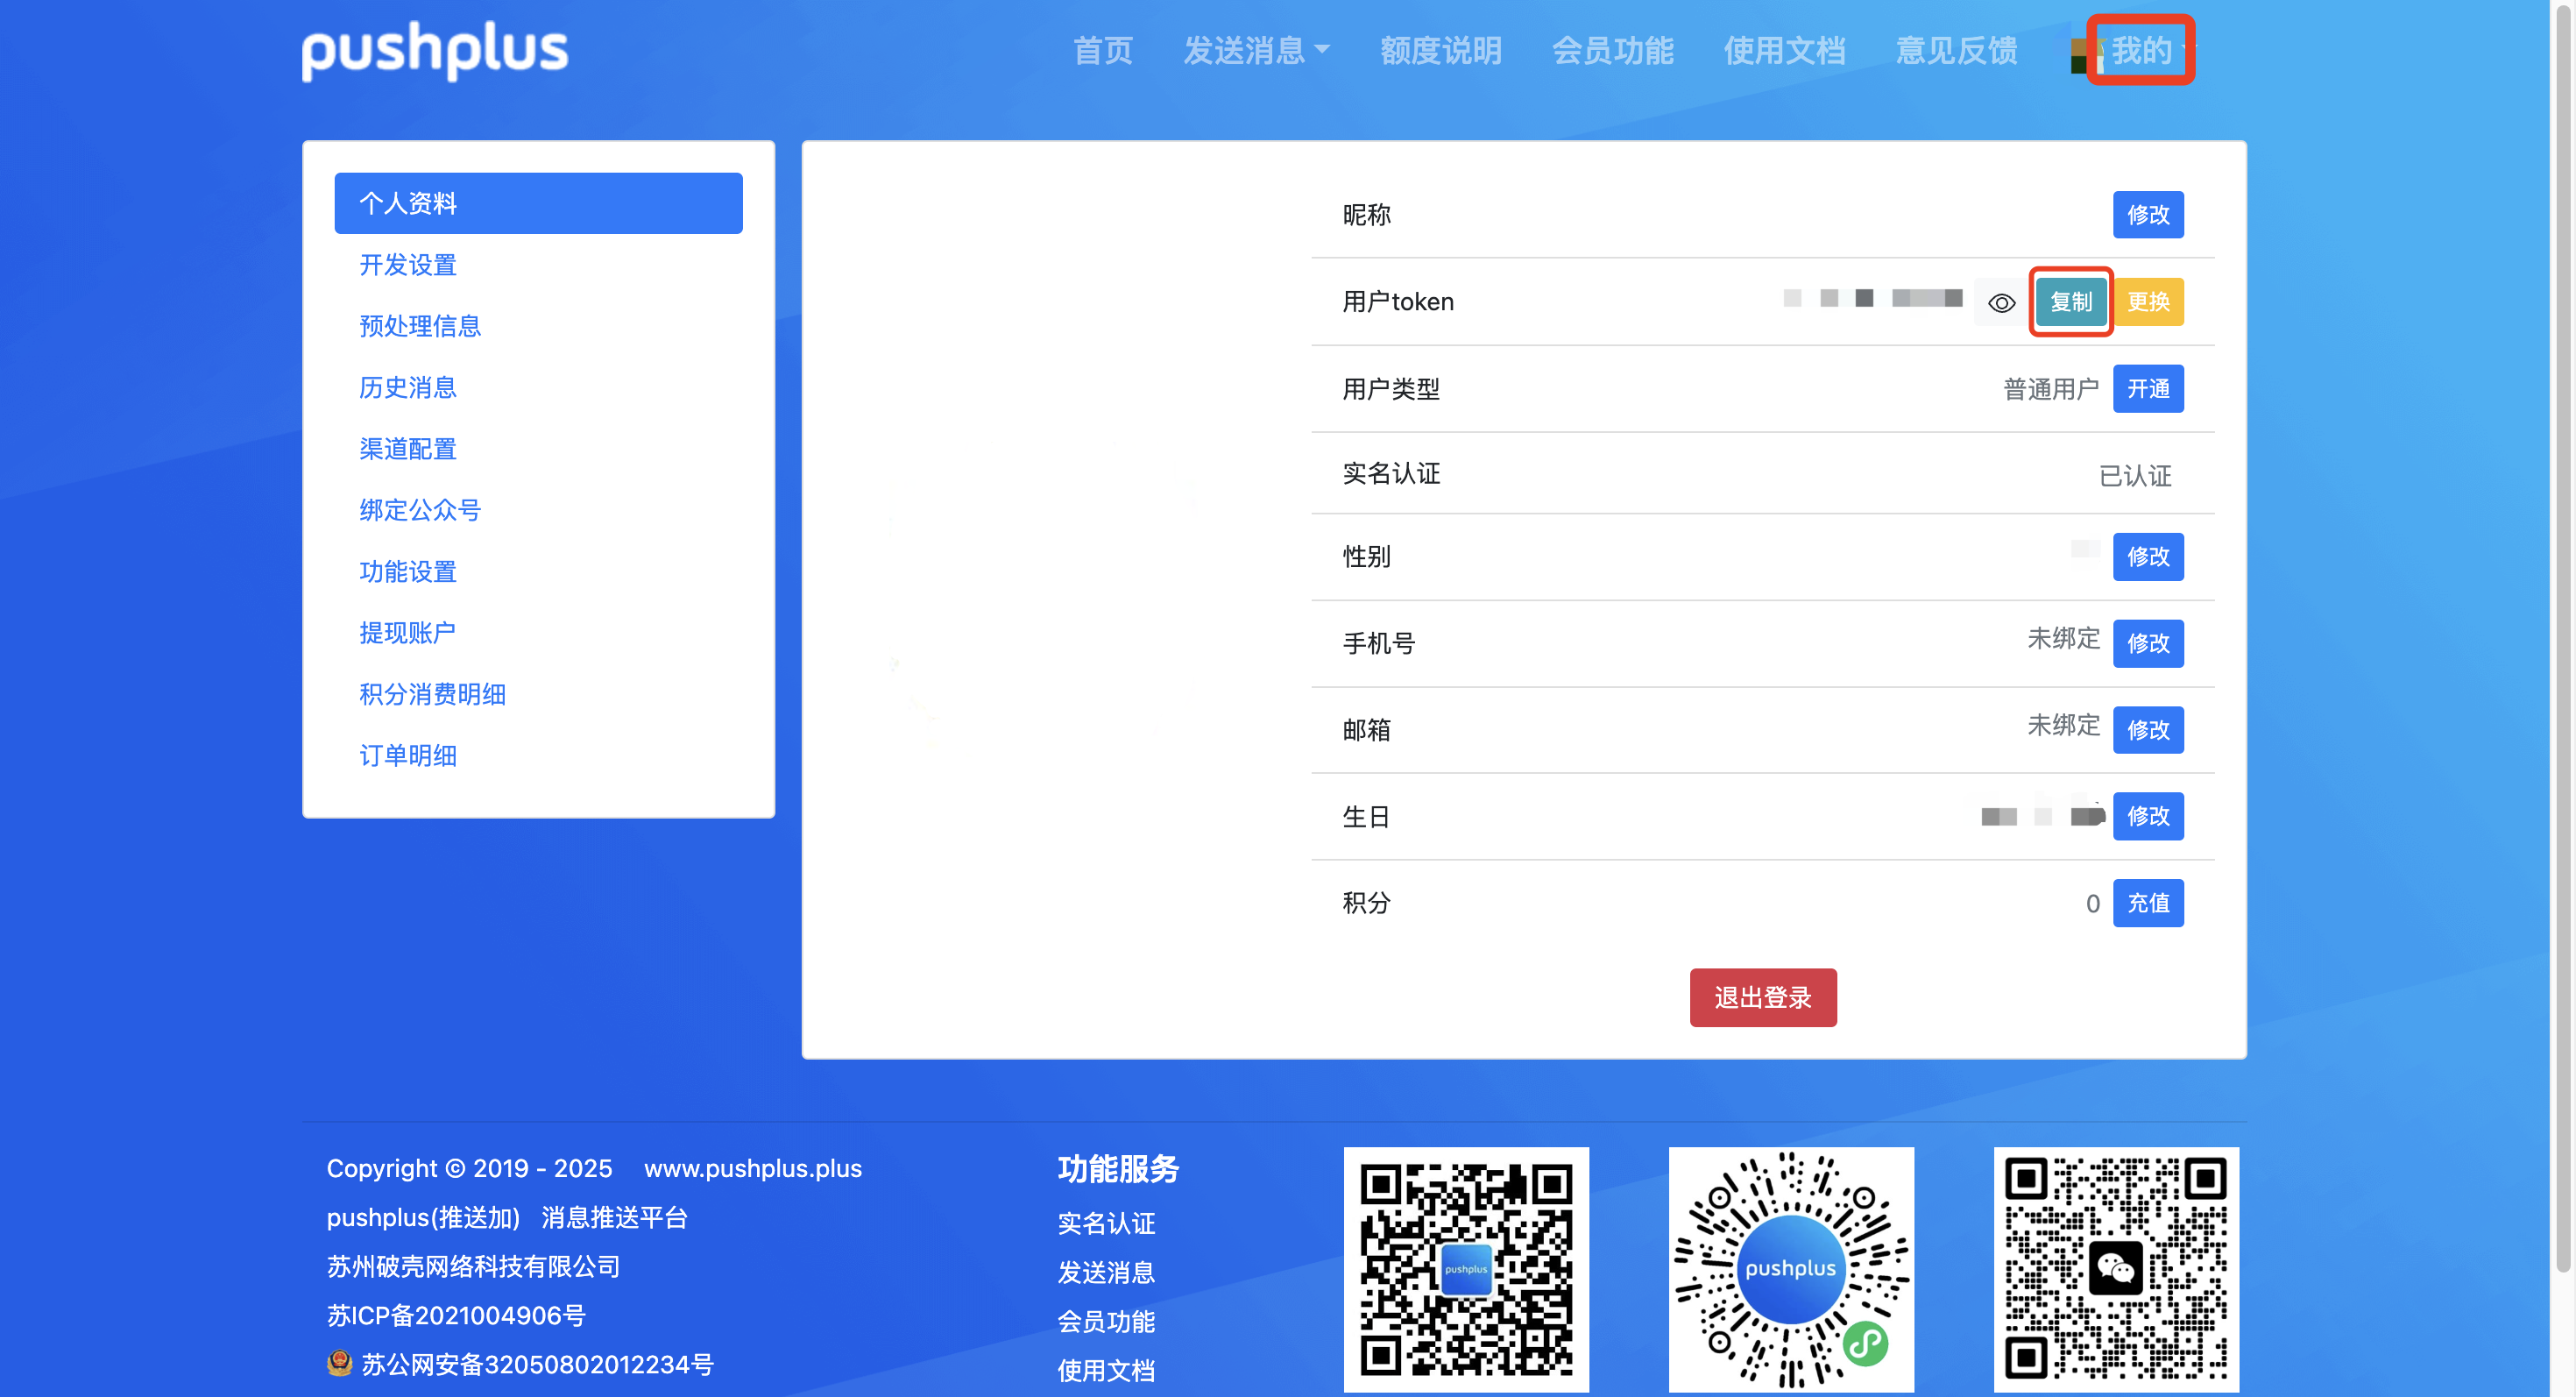 pushplus
首页 发送消息 额度说明 会员功能 使用文档 意见反馈 我的
个人资料
开发设置
预处理信息
历史消息
渠道配置
绑定公众号
功能设置
提现账户
积分消费明细
订单明细
昵称 修改
用户token 复制 更换
用户类型 普通用户 开通
实名认证 已认证
性别 修改
手机号 未绑定 修改
邮箱 未绑定 修改
生日 修改
积分 0 充值
退出登录
Copyright © 2019 - 2025 www.pushplus.plus
pushplus(推送加) 消息推送平台
苏州破壳网络科技有限公司
苏ICP备2021004906号
苏公网安备32050802012234号
功能服务
实名认证
发送消息
会员功能
使用文档
pushplus
pushplus